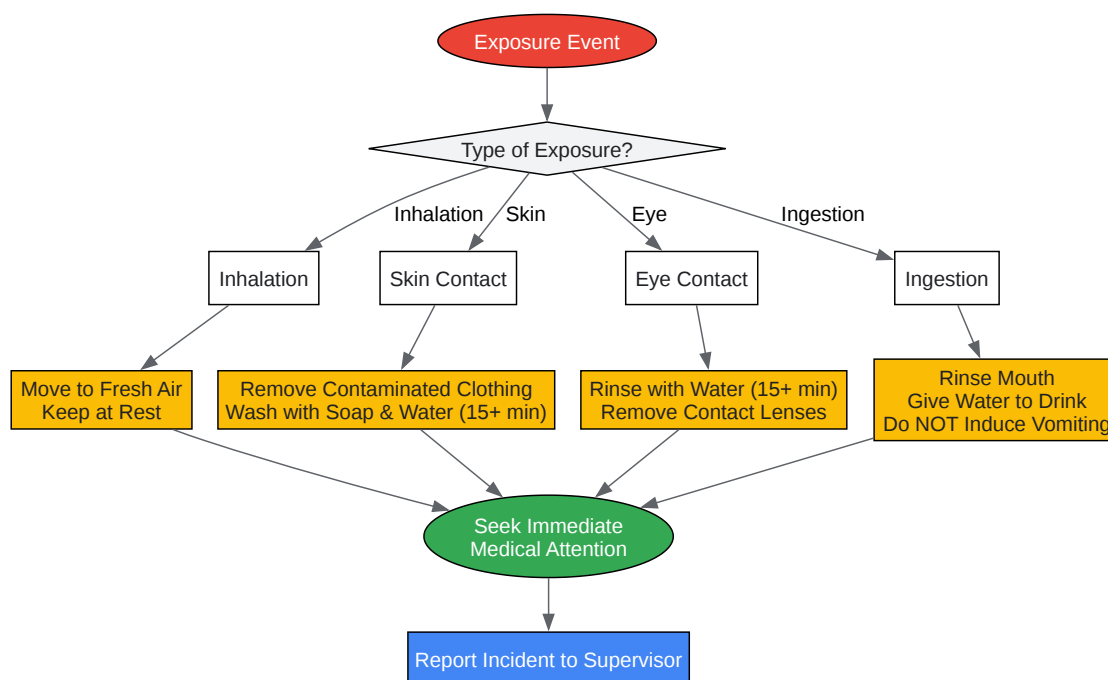 Exposure Event
Type of Exposure?
Inhalation
Skin
Eye
Ingestion
Inhalation
Skin Contact
Eye Contact
Ingestion
Move to Fresh Air
Keep at Rest
Remove Contaminated Clothing
Wash with Soap & Water (15+ min)
Rinse with Water (15+ min)
Remove Contact Lenses
Rinse Mouth
Give Water to Drink
Do NOT Induce Vomiting
Seek Immediate
Medical Attention
Report Incident to Supervisor